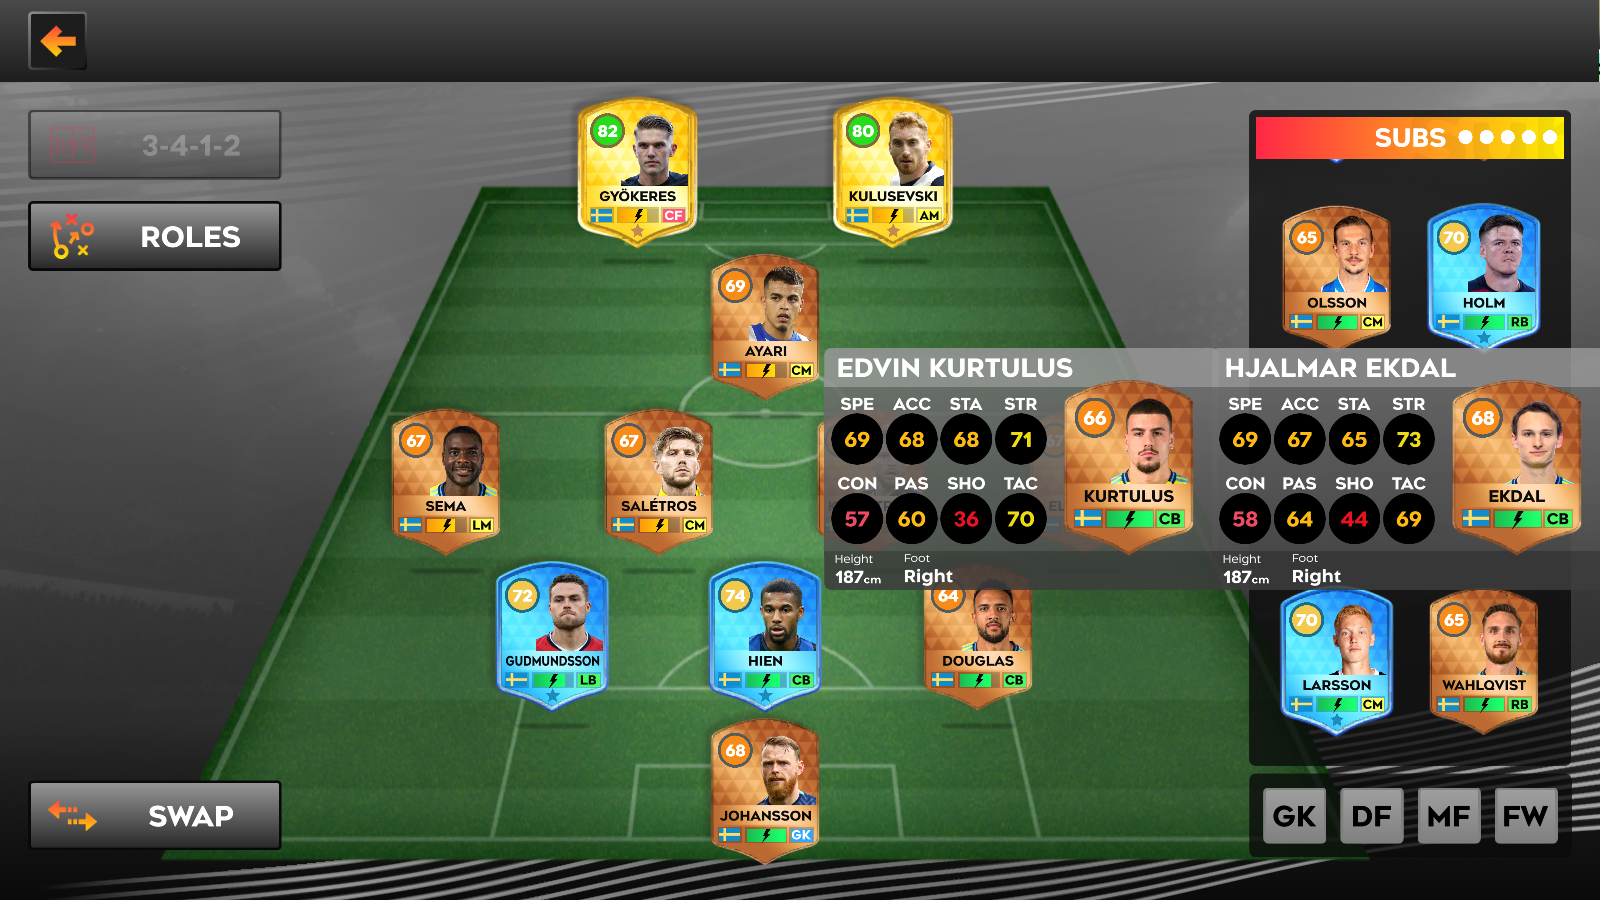 3-4-1-2
ROLES
82
GYÖKERES
CF
80
KULUSEVSKI
AM
SUBS
65
OLSSON
CM
70
HOLM
RB
69
AYARI
CM
EDVIN KURTULUS
SPE ACC STA STR
69 68 68 71
CON PAS SHO TAC
57 60 36 70
Height Foot
187cm Right
66
KURTULUS
CB
HJALMAR EKDAL
SPE ACC STA STR
69 67 65 73
CON PAS SHO TAC
58 64 44 69
Height Foot
187cm Right
68
EKDAL
CB
67
SEMA
LM
67
SALÉTROS
CM
72
GUDMUNDSSON
LB
74
HIEN
CB
64
DOUGLAS
CB
70
LARSSON
CM
65
WAHLQVIST
RB
68
JOHANSSON
GK
SWAP
GK DF MF FW